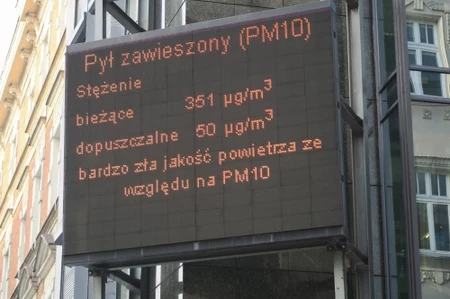 Pył zawieszony (PM10)
Stężenie
bieżące 351 µg/m³
dopuszczalne 50 µg/m³
bardzo zła jakość powietrza ze
względu na PM10